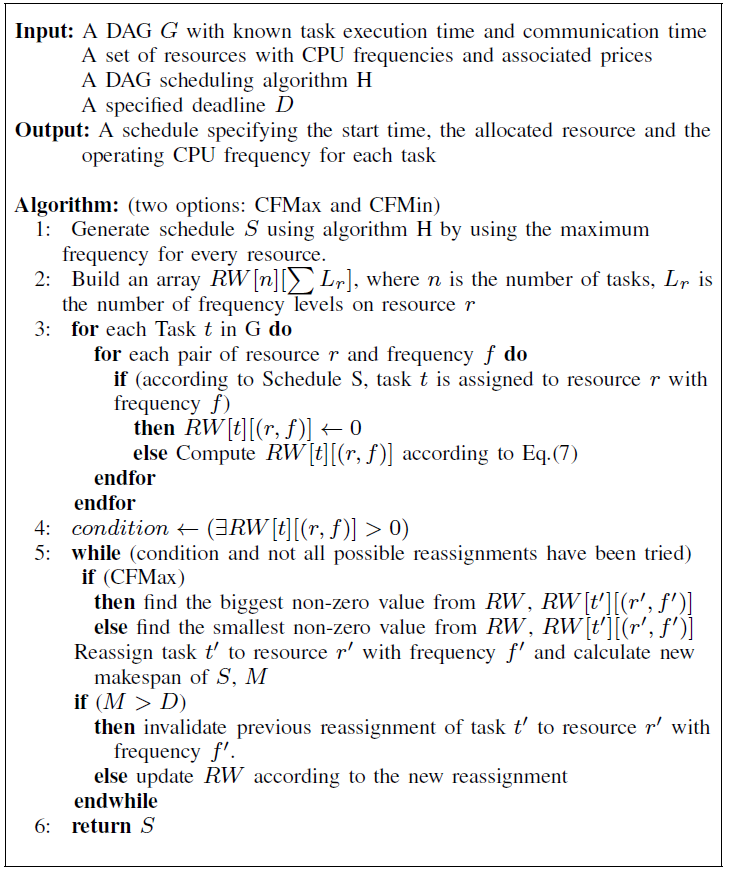 Input: A DAG G with known task execution time and communication time
A set of resources with CPU frequencies and associated prices
A DAG scheduling algorithm H
A specified deadline D
Output: A schedule specifying the start time, the allocated resource and the
operating CPU frequency for each task
Algorithm: (two options: CFMax and CFMin)
1: Generate schedule S using algorithm H by using the maximum
frequency for every resource.
2: Build an array RW[n][∑ L_r], where n is the number of tasks, L_r is
the number of frequency levels on resource r
3: for each Task t in G do
for each pair of resource r and frequency f do
if (according to Schedule S, task t is assigned to resource r with
frequency f)
then RW[t][(r, f)] ← 0
else Compute RW[t][(r, f)] according to Eq.(7)
endfor
endfor
4: condition ← (∃RW[t][(r, f)] > 0)
5: while (condition and not all possible reassignments have been tried)
if (CFMax)
then find the biggest non-zero value from RW, RW[t′][(r′, f′)]
else find the smallest non-zero value from RW, RW[t′][(r′, f′)]
Reassign task t′ to resource r′ with frequency f′ and calculate new
makespan of S, M
if (M > D)
then invalidate previous reassignment of task t′ to resource r′ with
frequency f′.
else update RW according to the new reassignment
endwhile
6: return S